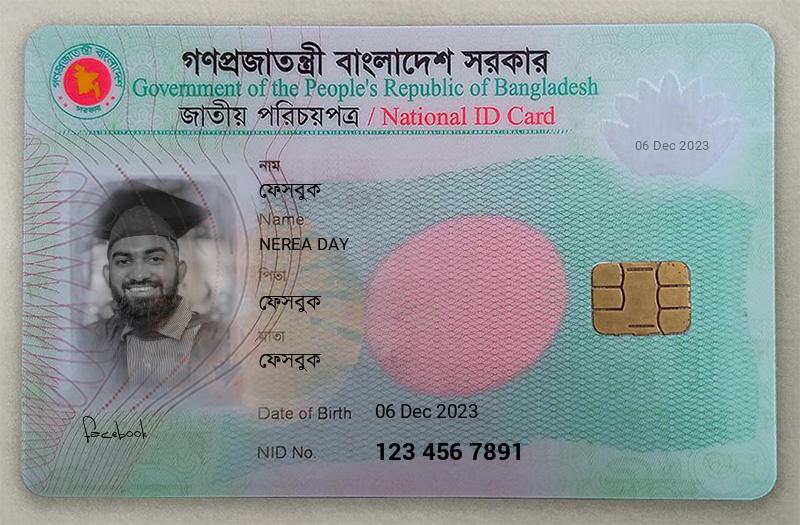 গণপ্রজাতন্ত্রী বাংলাদেশ সরকার
Government of the People's Republic of Bangladesh
জাতীয় পরিচয়পত্র / National ID Card
06 Dec 2023
নাম
ফেসবুক
Name
NEREA DAY
পিতা
ফেসবুক
মাতা
ফেসবুক
Date of Birth 06 Dec 2023
NID No. 123 456 7891
facebook